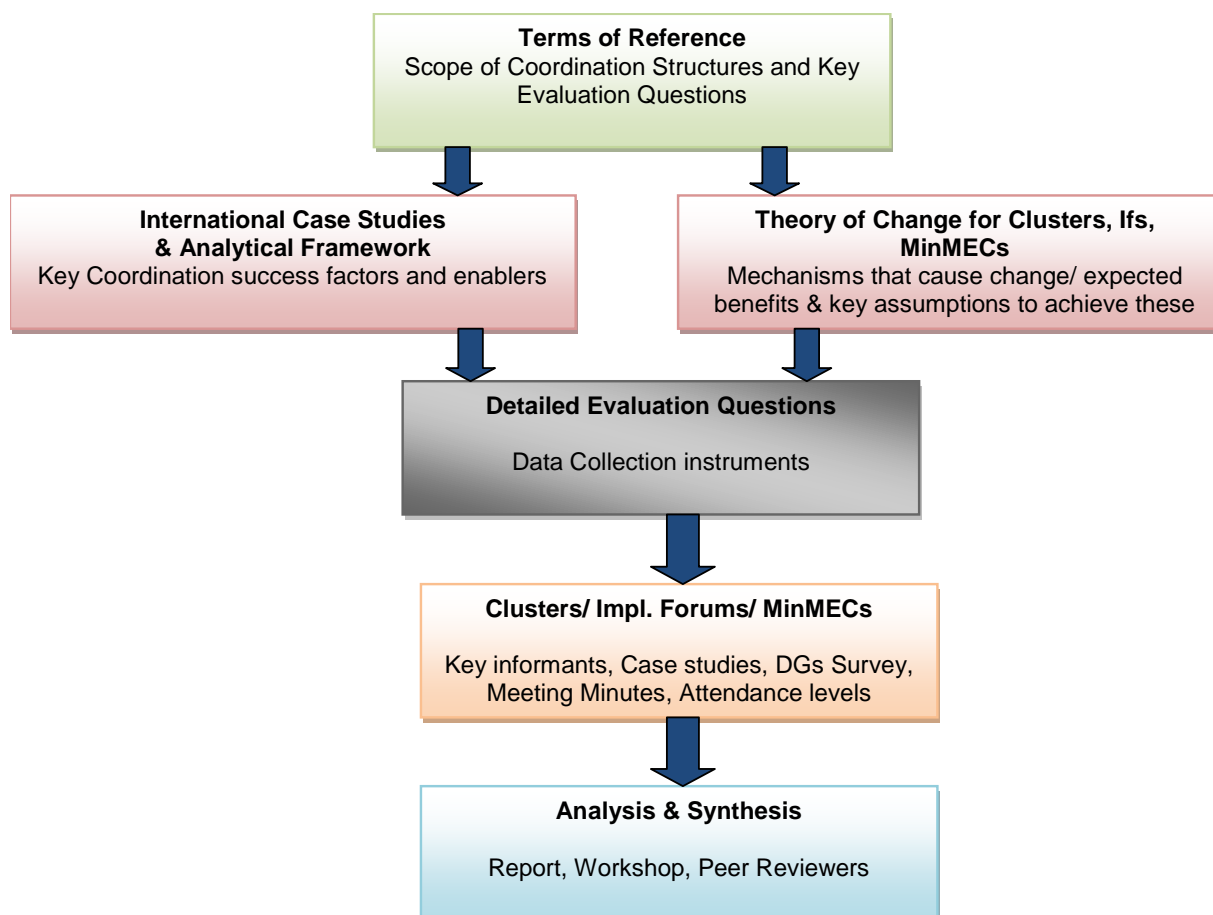 Terms of Reference
Scope of Coordination Structures and Key
Evaluation Questions
International Case Studies
& Analytical Framework
Key Coordination success factors and enablers
Theory of Change for Clusters, Ifs,
MinMECs
Mechanisms that cause change/ expected
benefits & key assumptions to achieve these
Detailed Evaluation Questions
Data Collection instruments
Clusters/ Impl. Forums/ MinMECs
Key informants, Case studies, DGs Survey,
Meeting Minutes, Attendance levels
Analysis & Synthesis
Report, Workshop, Peer Reviewers